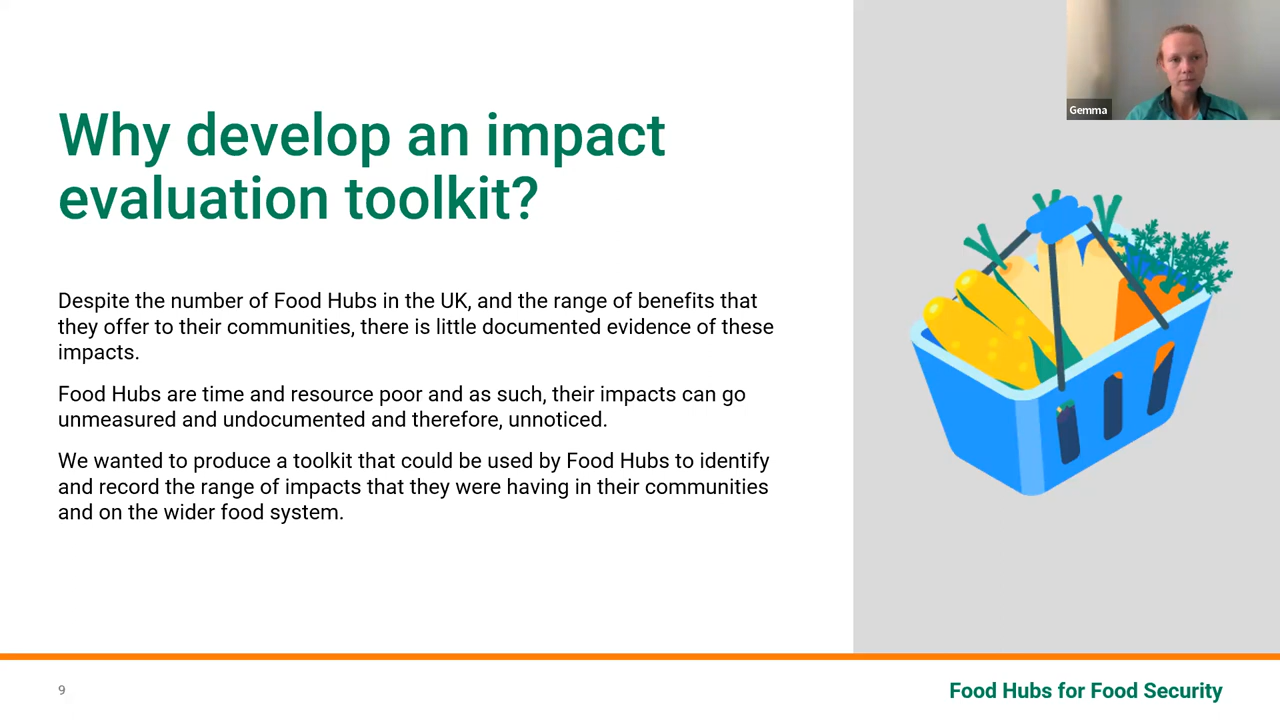 Why develop an impact
evaluation toolkit?
Gemma
Despite the number of Food Hubs in the UK, and the range of benefits that
they offer to their communities, there is little documented evidence of these
impacts.
Food Hubs are time and resource poor and as such, their impacts can go
unmeasured and undocumented and therefore, unnoticed.
We wanted to produce a toolkit that could be used by Food Hubs to identify
and record the range of impacts that they were having in their communities
and on the wider food system.
9
Food Hubs for Food Security